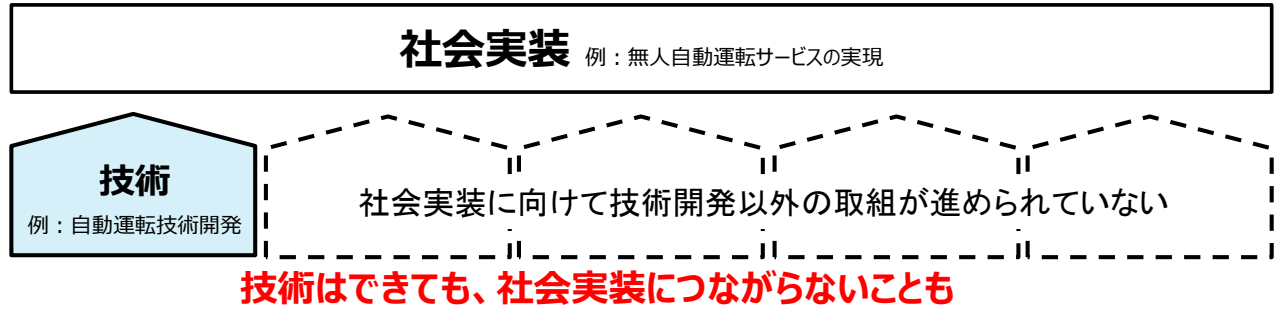 社会実装 例：無人自動運転サービスの実現
技術
例：自動運転技術開発
社会実装に向けて技術開発以外の取組が進められていない
技術はできても、社会実装につながらないことも